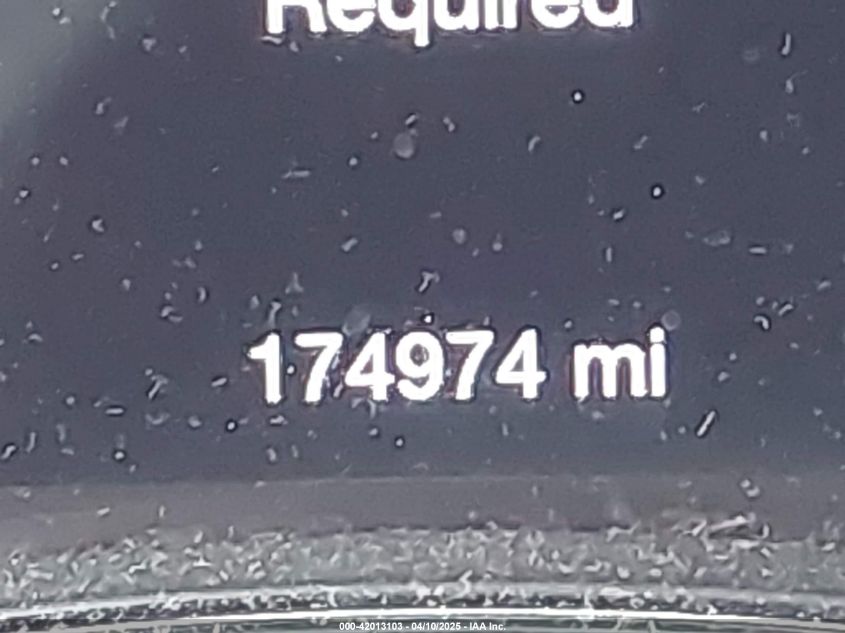 Required
174974 mi
000-42013103 - 04/10/2025 - IAA Inc.